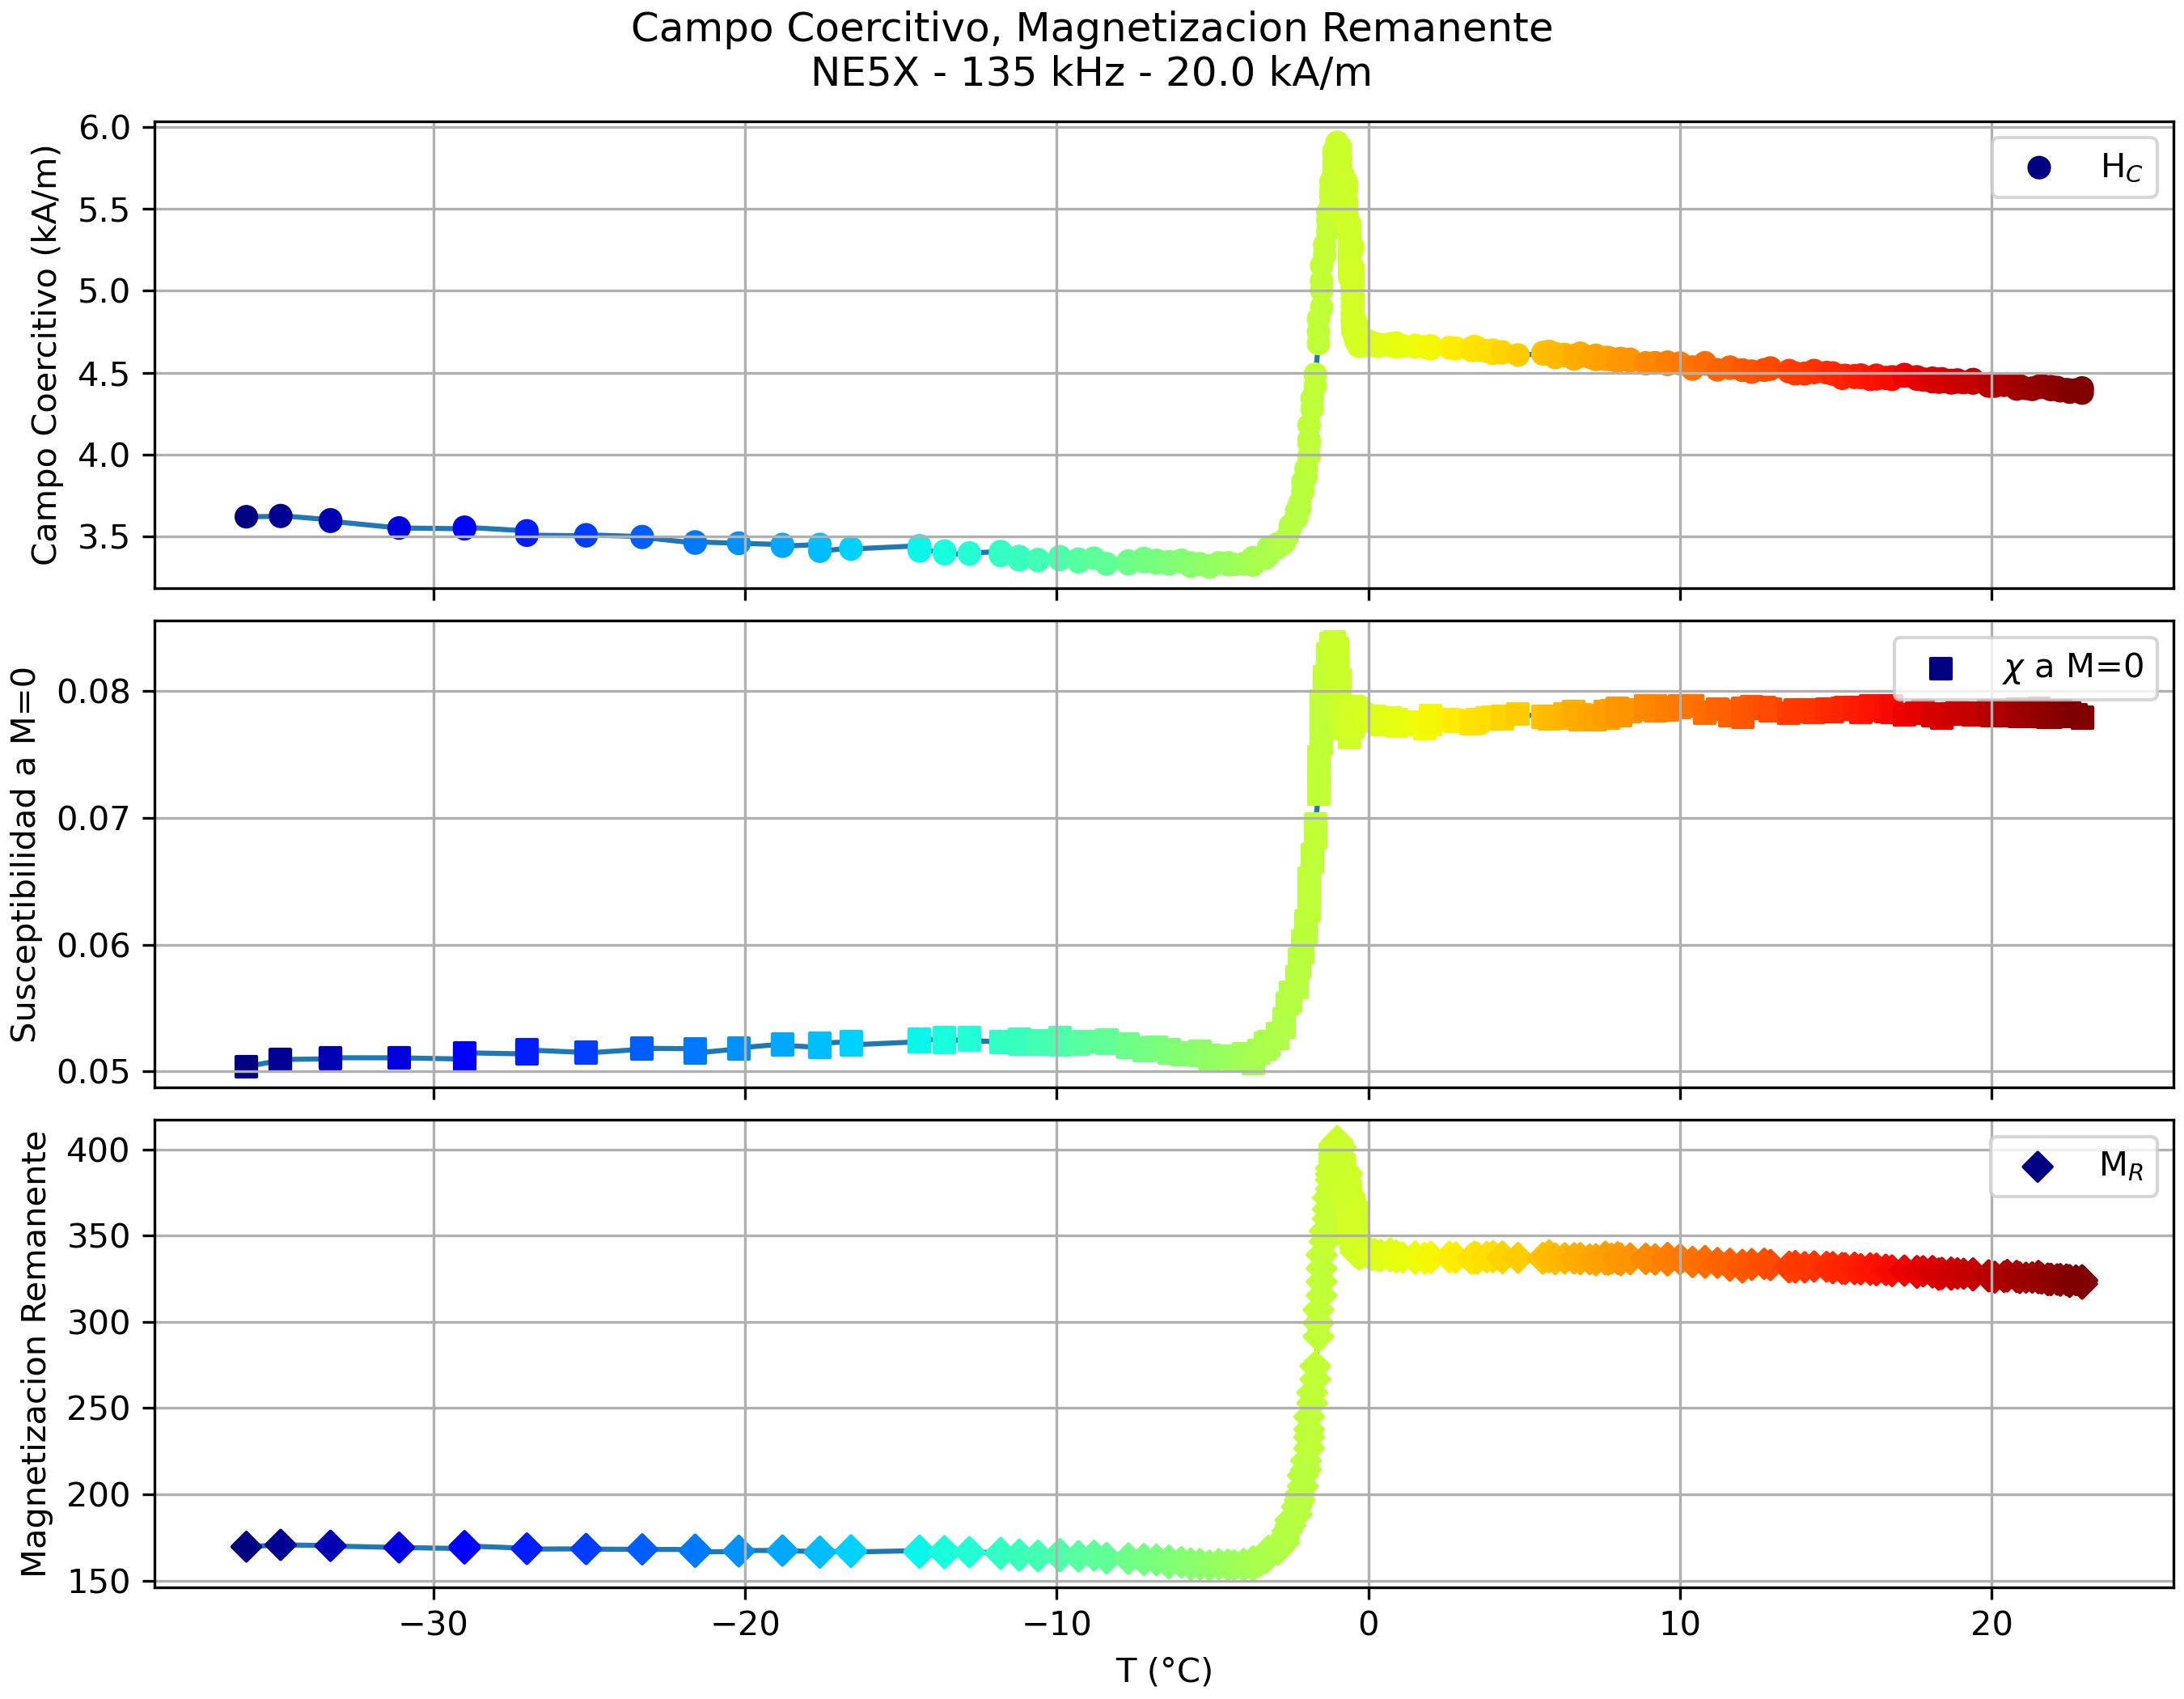 Campo Coercitivo, Magnetizacion Remanente
NE5X - 135 kHz - 20.0 kA/m
Campo Coercitivo (kA/m)
6.0
5.5
5.0
4.5
4.0
3.5
H_C
Susceptibilidad a M=0
0.08
0.07
0.06
0.05
χ a M=0
Magnetizacion Remanente
400
350
300
250
200
150
M_R
−30 −20 −10 0 10 20
T (°C)